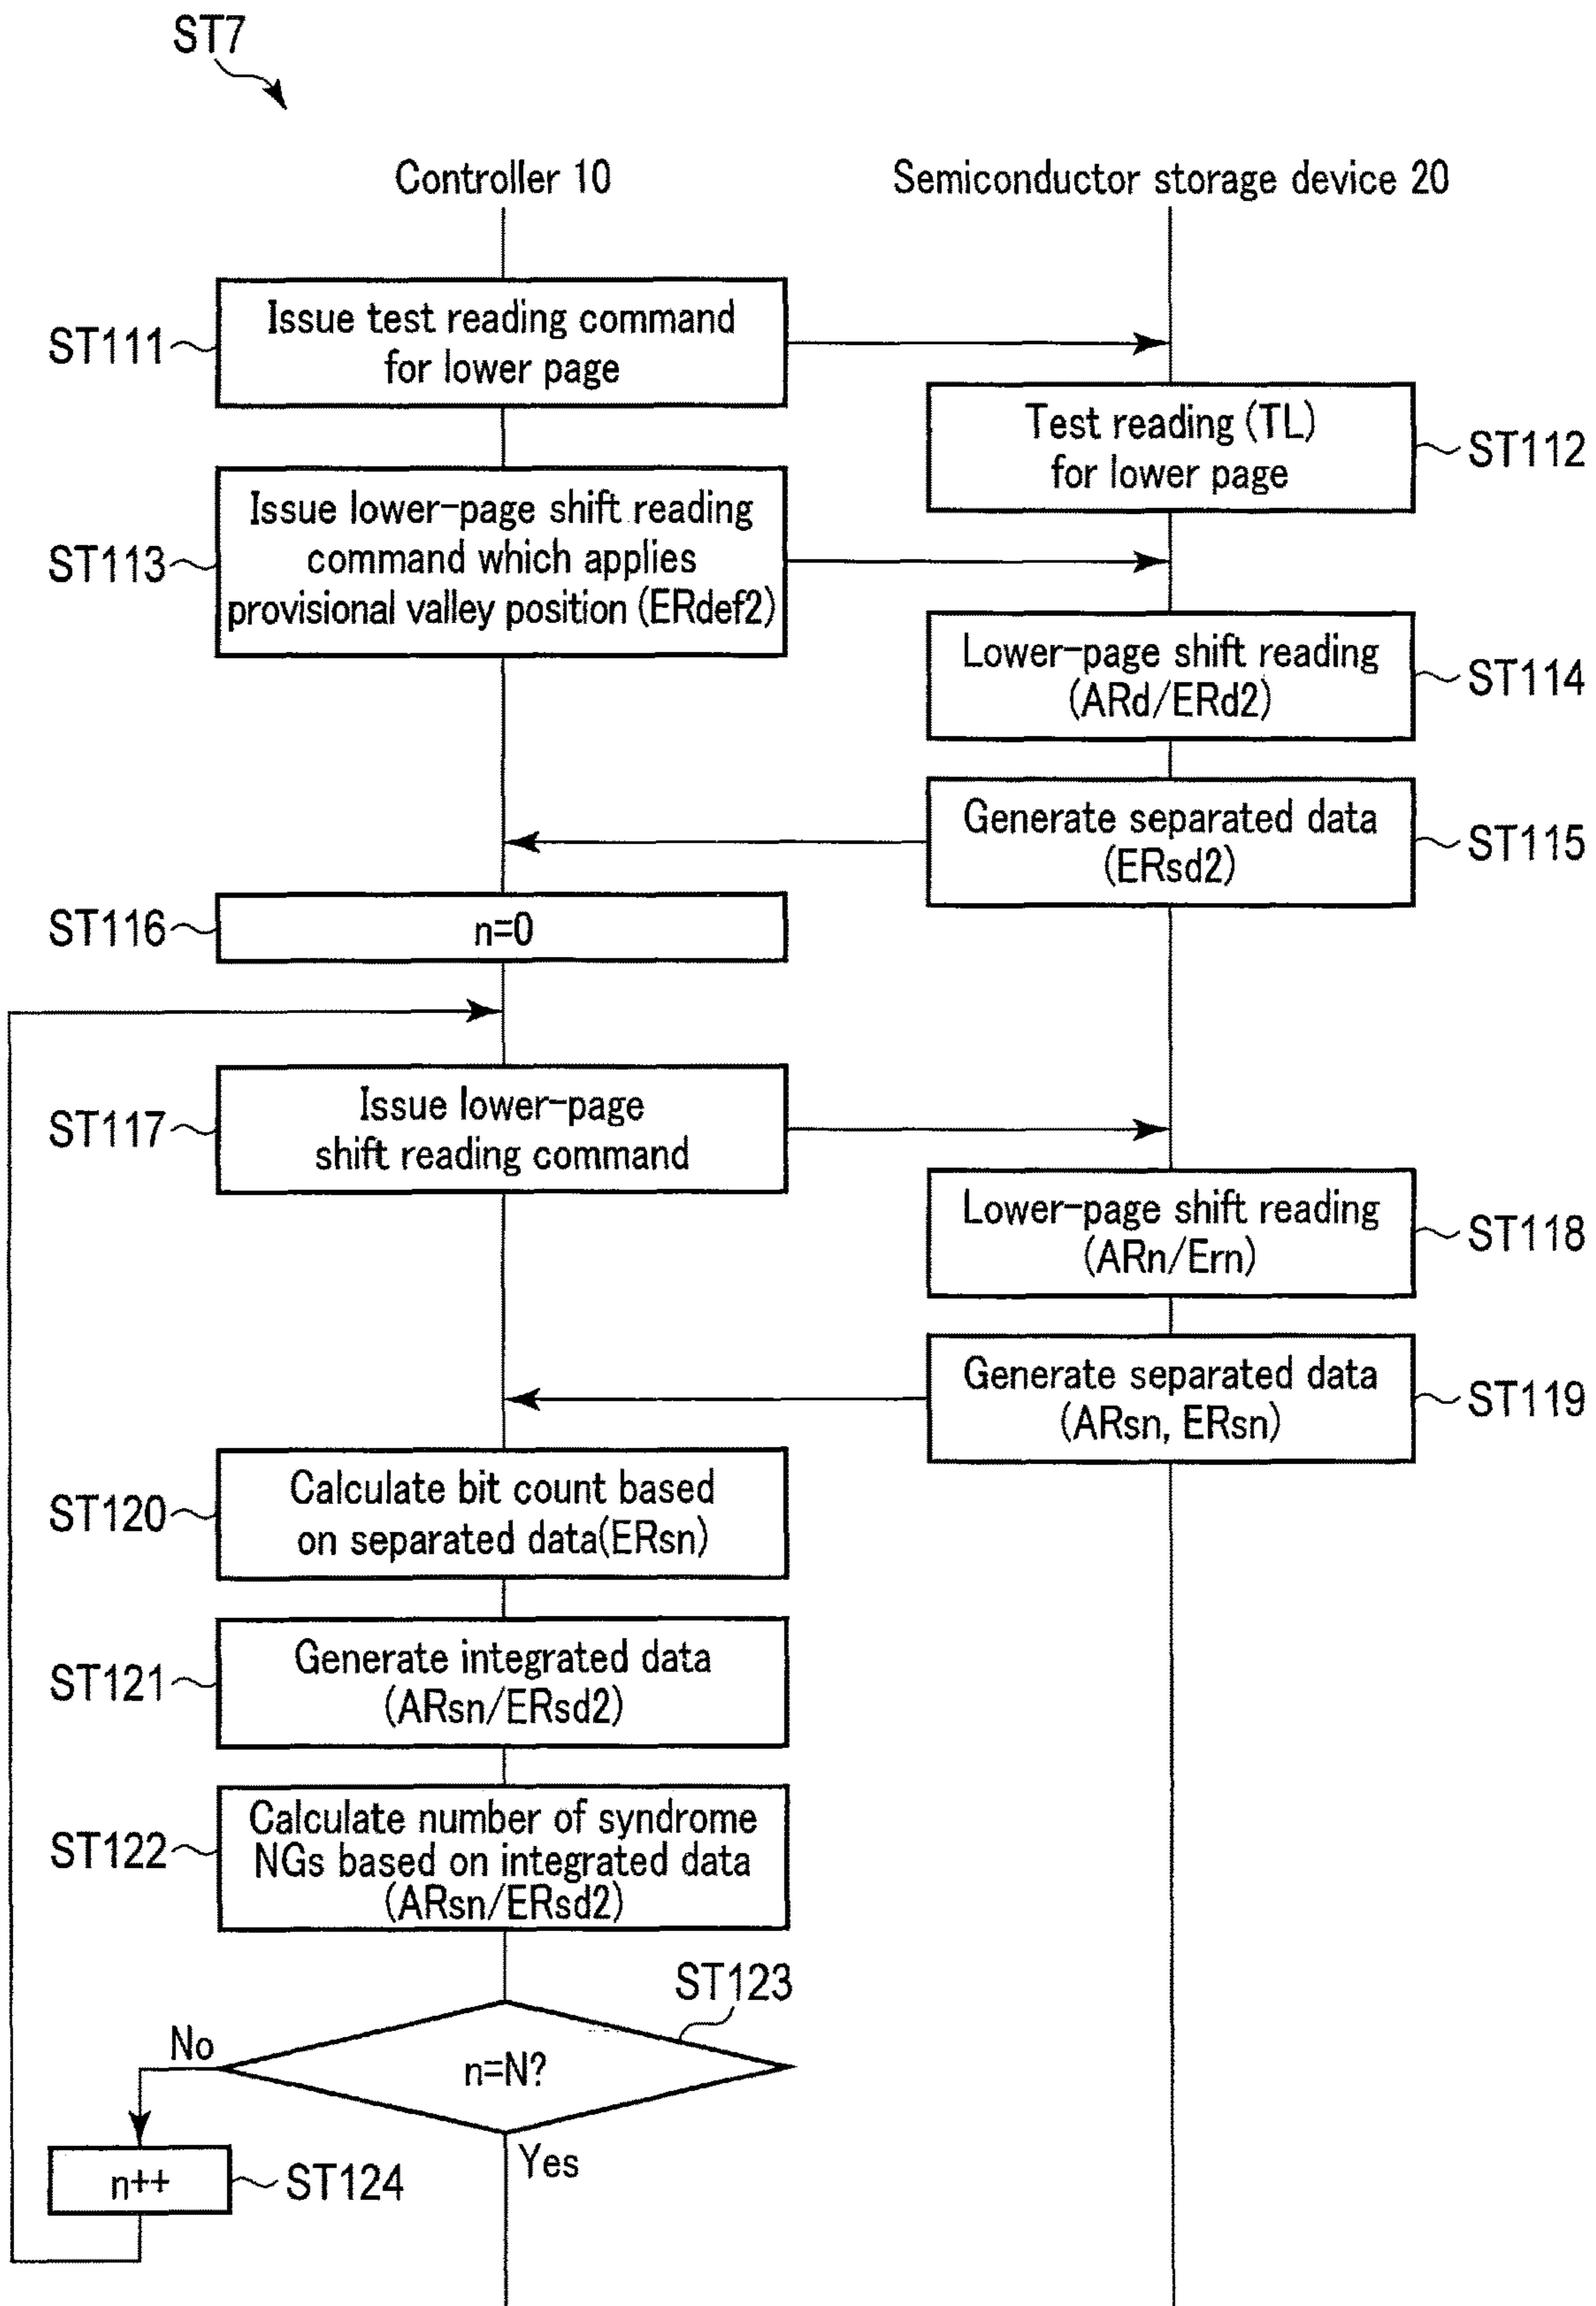 ST7
Controller 10
Semiconductor storage device 20
ST111
Issue test reading command
for lower page
Test reading (TL)
for lower page
ST112
ST113
Issue lower-page shift reading
command which applies
provisional valley position (ERdef2)
Lower-page shift reading
(ARd/ERd2)
ST114
Generate separated data
(ERsd2)
ST115
ST116
n=0
ST117
Issue lower-page
shift reading command
Lower-page shift reading
(ARn/Ern)
ST118
Generate separated data
(ARsn, ERsn)
ST119
ST120
Calculate bit count based
on separated data(ERsn)
ST121
Generate integrated data
(ARsn/ERsd2)
ST122
Calculate number of syndrome
NGs based on integrated data
(ARsn/ERsd2)
ST123
No
n=N?
Yes
n++
ST124